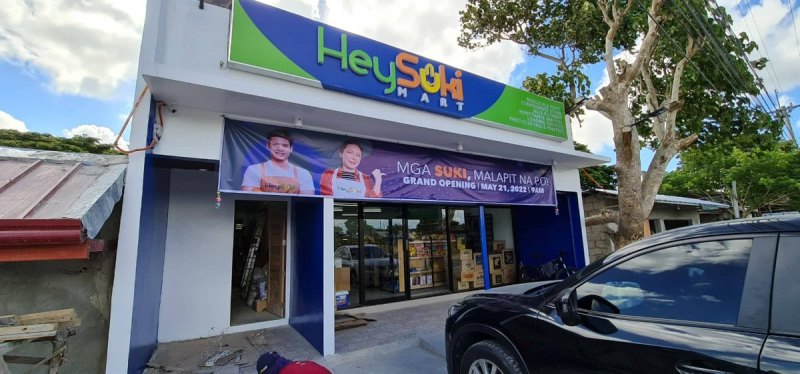 HeySuki
MART
MGA SUKI, MALAPIT NA PO!
GRAND OPENING | MAY 21, 2022 | 9AM